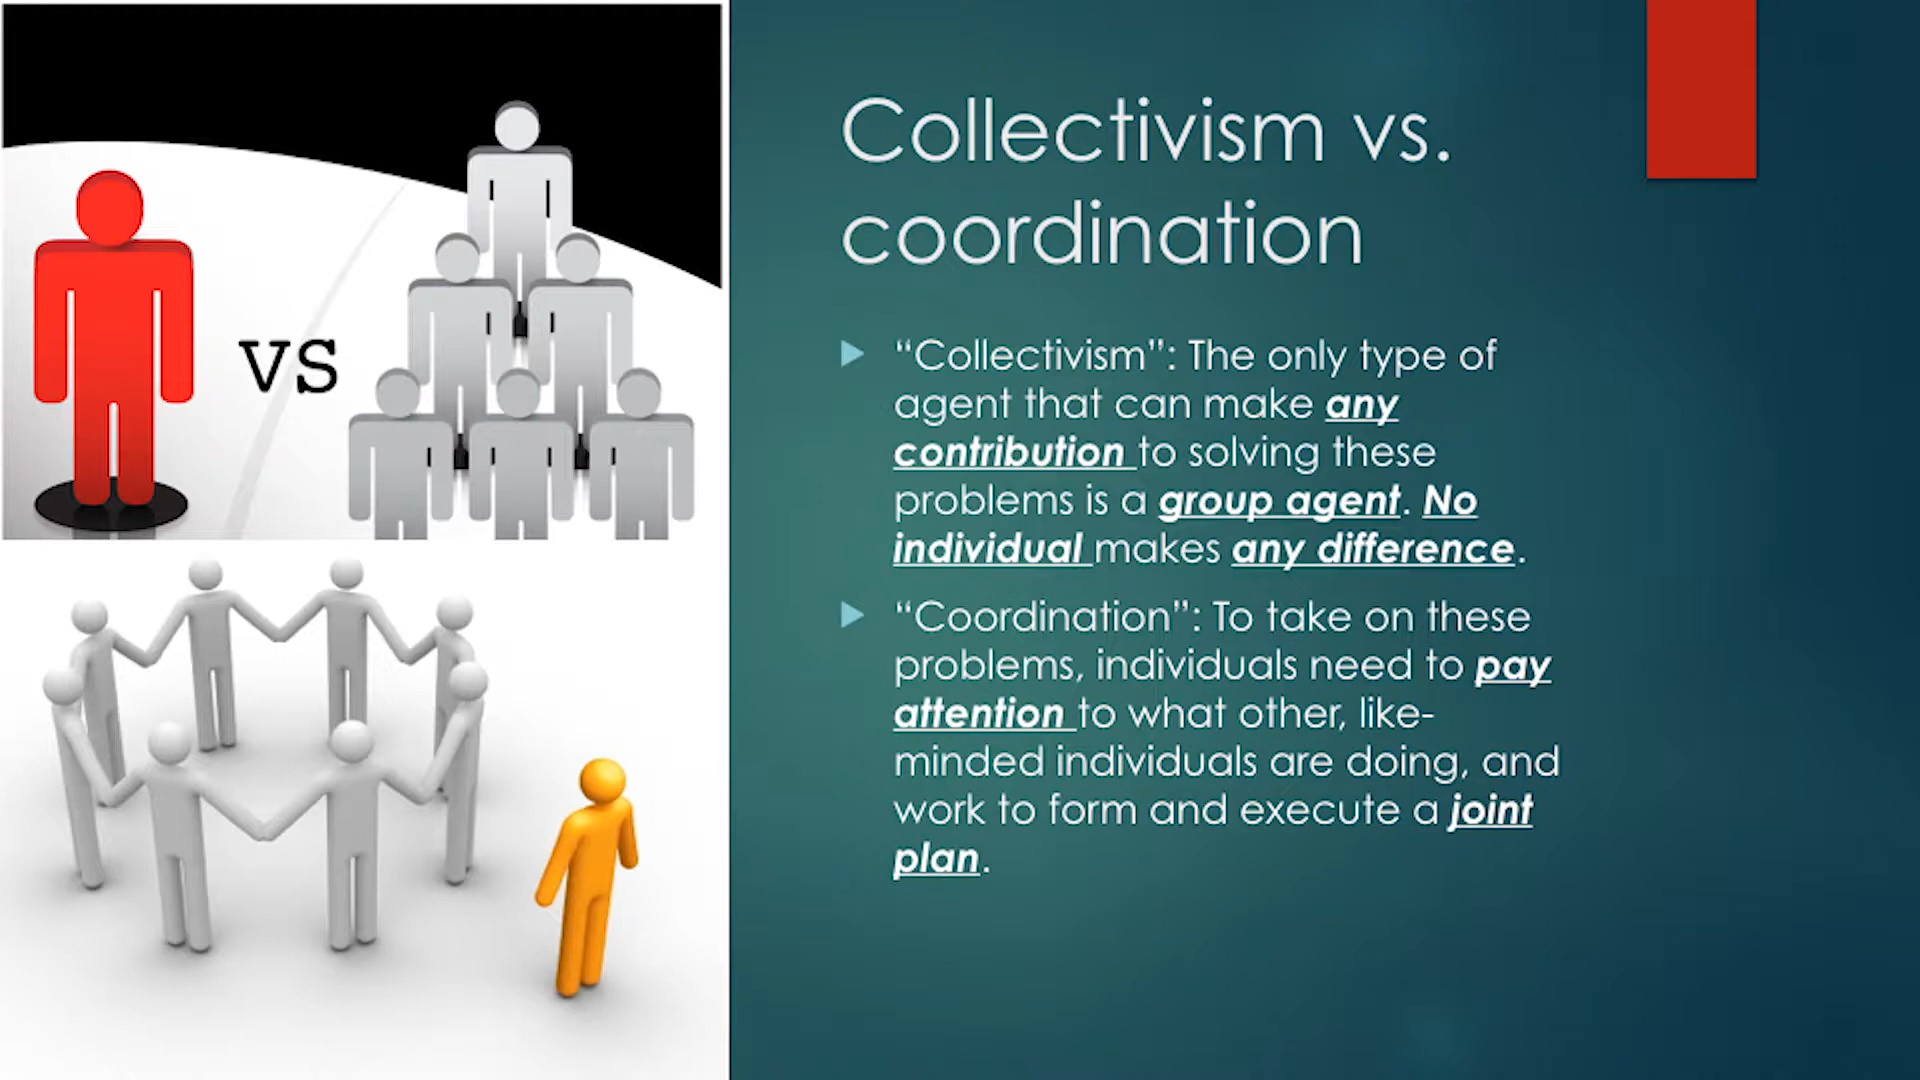 vs
Collectivism vs.
coordination
“Collectivism”: The only type of
agent that can make any
contribution to solving these
problems is a group agent. No
individual makes any difference.
“Coordination”: To take on these
problems, individuals need to pay
attention to what other, like-
minded individuals are doing, and
work to form and execute a joint
plan.